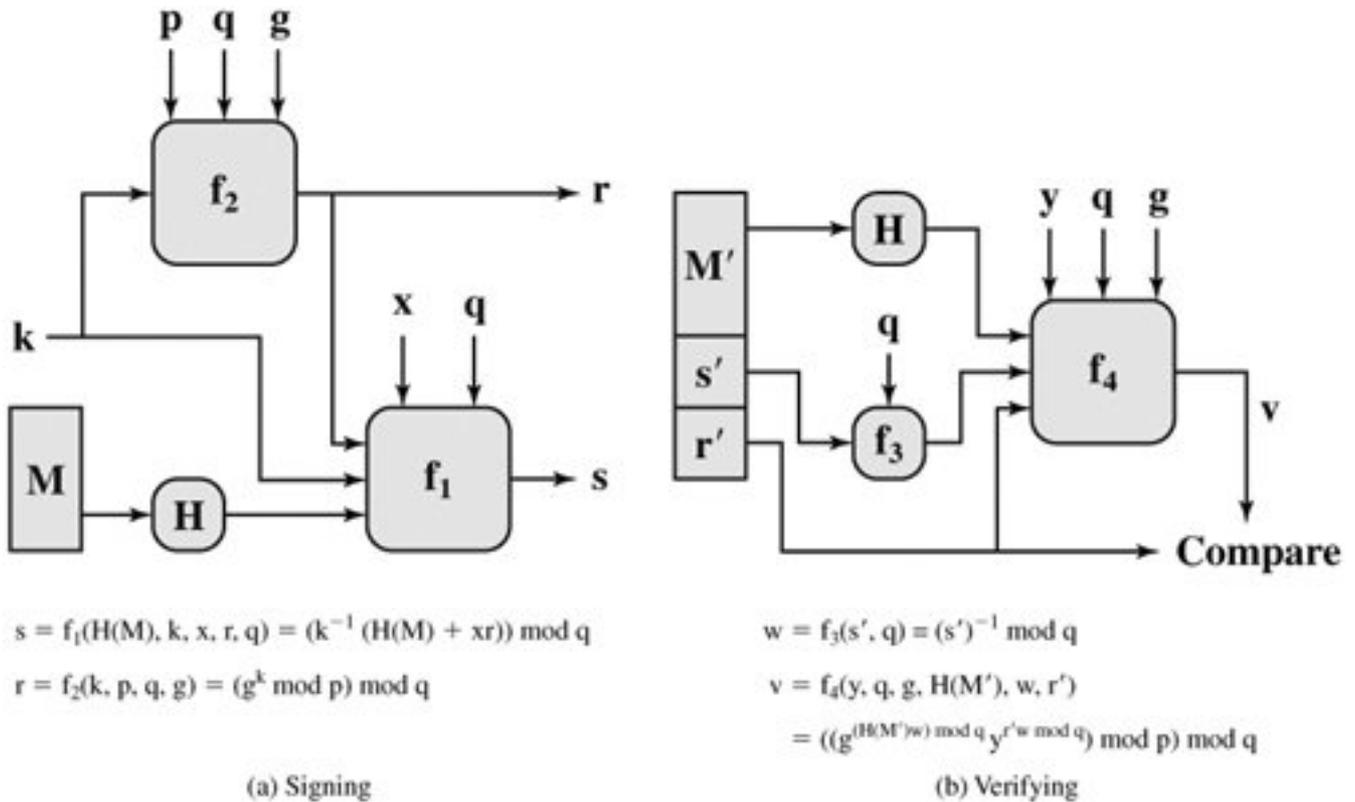 p q g
f₂
r
k
x q
M
H
f₁
s
s = f₁(H(M), k, x, r, q) = (k⁻¹ (H(M) + xr)) mod q
r = f₂(k, p, q, g) = (gᵏ mod p) mod q
(a) Signing
y q g
M′
H
q
s′
f₄
r′
f₃
v
Compare
w = f₃(s′, q) = (s′)⁻¹ mod q
v = f₄(y, q, g, H(M′), w, r′)
= ((g^(H(M′)w) mod q y^r′w mod q) mod p) mod q
(b) Verifying